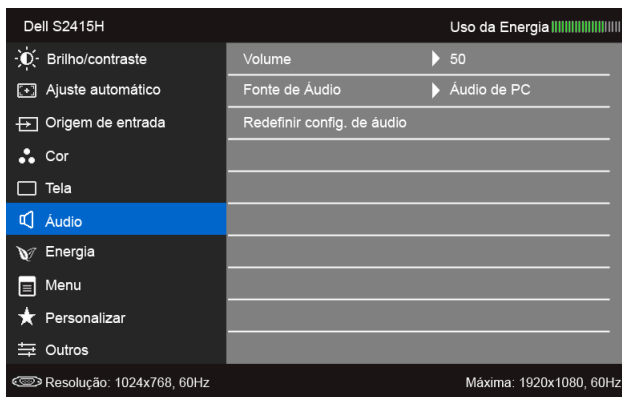 Dell S2415H Uso da Energia
Brilho/contraste Volume 50
Ajuste automático Fonte de Áudio Áudio de PC
Origem de entrada Redefinir config. de áudio
Cor
Tela
Áudio
Energia
Menu
Personalizar
Outros
Resolução: 1024x768, 60Hz Máxima: 1920x1080, 60Hz